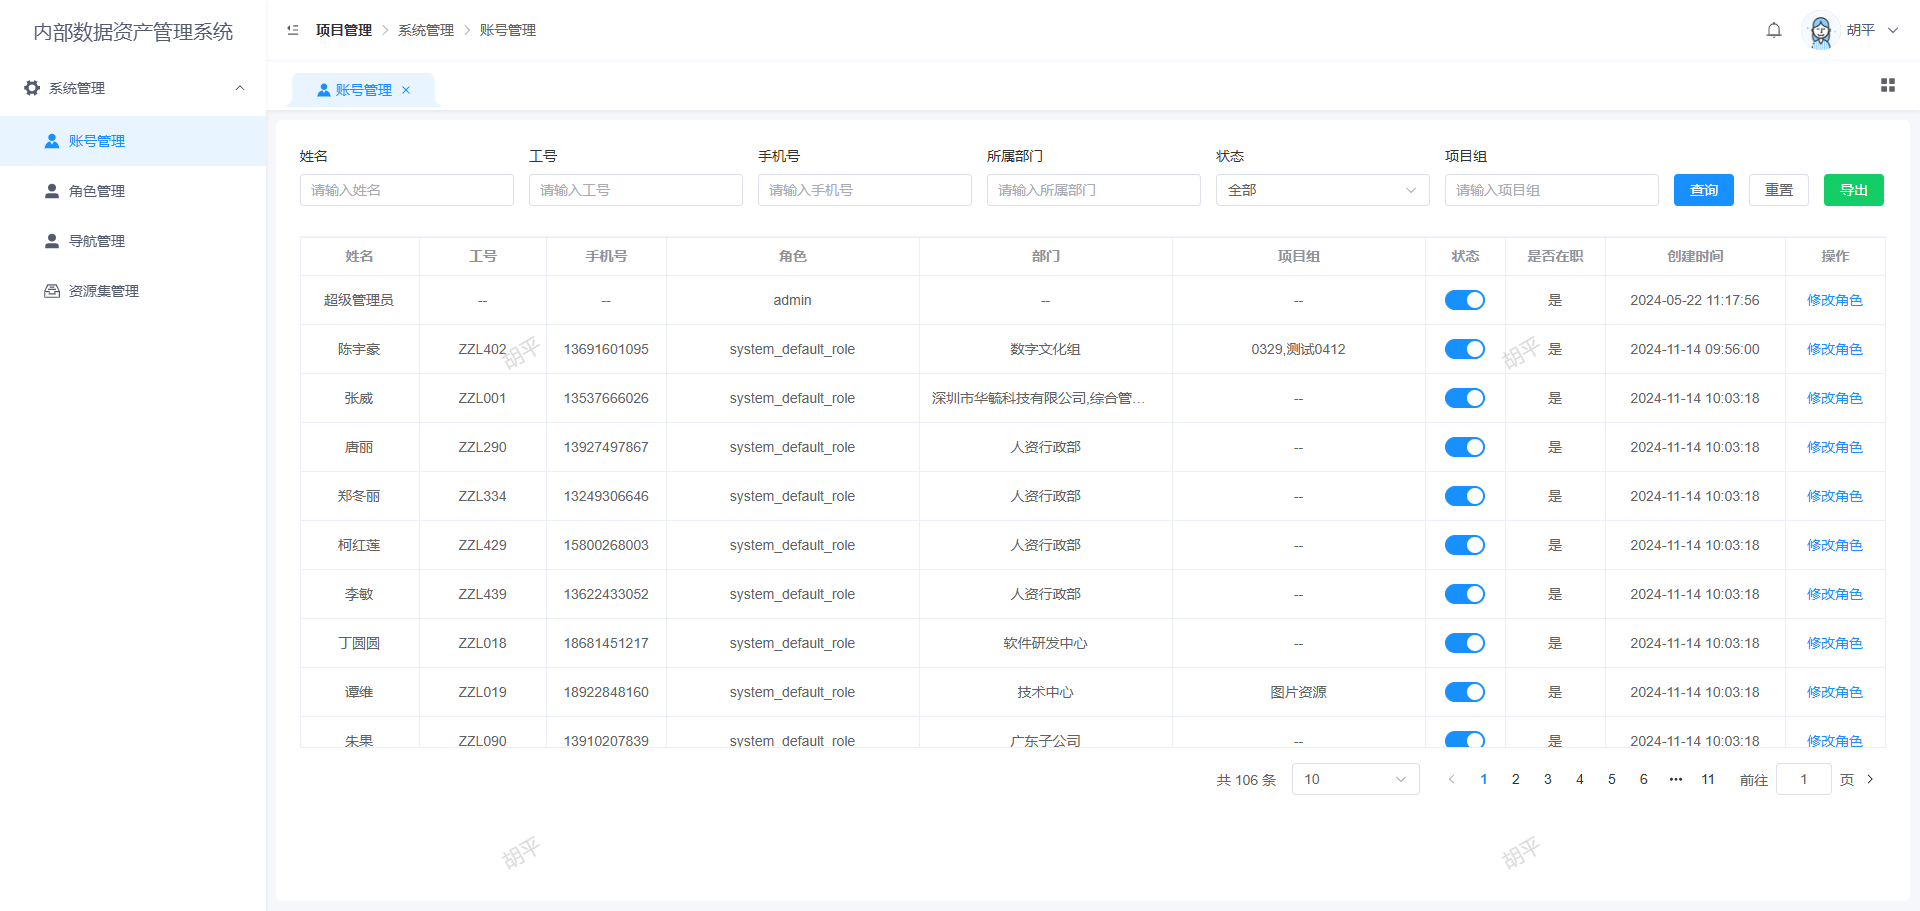 内部数据资产管理系统
系统管理
账号管理
角色管理
导航管理
资源集管理
项目管理 系统管理 账号管理
胡平
账号管理
姓名 工号 手机号 所属部门 状态 项目组
请输入姓名 请输入工号 请输入手机号 请输入所属部门 全部 请输入项目组 查询 重置 导出
姓名 工号 手机号 角色 部门 项目组 状态 是否在职 创建时间 操作
超级管理员 -- -- admin -- -- 是 2024-05-22 11:17:56 修改角色
陈宇豪 ZZL402 13691601095 system_default_role 数字文化组 0329,测试0412 是 2024-11-14 09:56:00 修改角色
张威 ZZL001 13537666026 system_default_role 深圳市华毓科技有限公司,综合管... -- 是 2024-11-14 10:03:18 修改角色
唐丽 ZZL290 13927497867 system_default_role 人资行政部 -- 是 2024-11-14 10:03:18 修改角色
郑冬丽 ZZL334 13249306646 system_default_role 人资行政部 -- 是 2024-11-14 10:03:18 修改角色
柯红莲 ZZL429 15800268003 system_default_role 人资行政部 -- 是 2024-11-14 10:03:18 修改角色
李敏 ZZL439 13622433052 system_default_role 人资行政部 -- 是 2024-11-14 10:03:18 修改角色
丁圆圆 ZZL018 18681451217 system_default_role 软件研发中心 -- 是 2024-11-14 10:03:18 修改角色
谭维 ZZL019 18922848160 system_default_role 技术中心 图片资源 是 2024-11-14 10:03:18 修改角色
朱果 ZZL090 13910207839 system_default_role 广东子公司 -- 是 2024-11-14 10:03:18 修改角色
共 106 条 10 1 2 3 4 5 6 ••• 11 前往 1 页
胡平
胡平
胡平
胡平